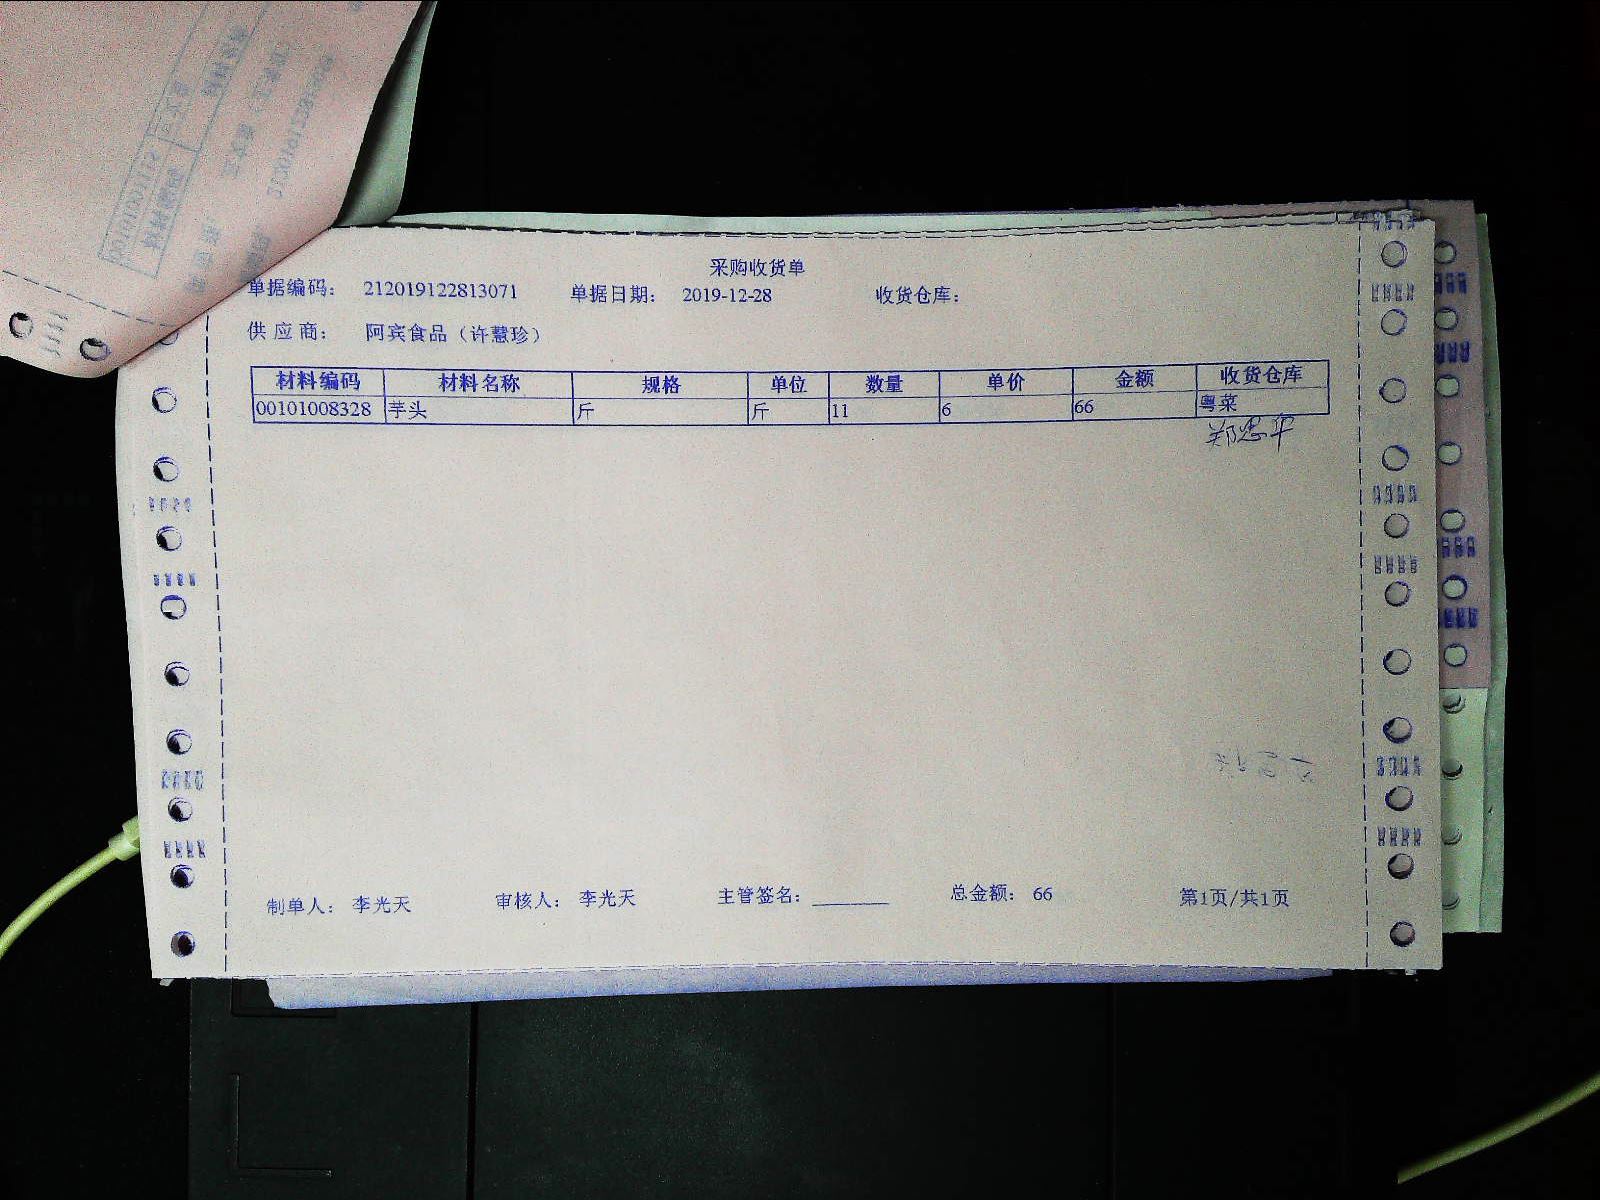 采购收货单
单据编码： 212019122813071 单据日期： 2019-12-28 收货仓库：
供应商： 阿宾食品（许慧珍）
材料编码 材料名称 规格 单位 数量 单价 金额 收货仓库
00101008328 芋头 斤 斤 11 6 66 粤菜
郑思华
制单人： 李光天 审核人： 李光天 主管签名：________ 总金额： 66 第1页/共1页